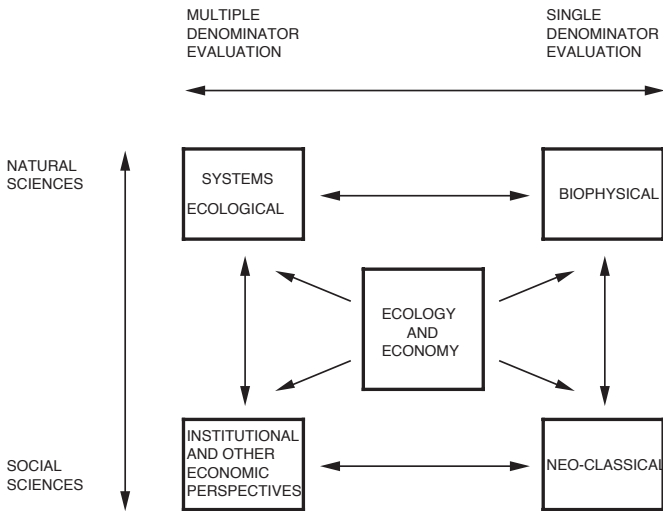 MULTIPLE
DENOMINATOR
EVALUATION
SINGLE
DENOMINATOR
EVALUATION
NATURAL
SCIENCES
SYSTEMS
ECOLOGICAL
BIOPHYSICAL
ECOLOGY
AND
ECONOMY
SOCIAL
SCIENCES
INSTITUTIONAL
AND OTHER
ECONOMIC
PERSPECTIVES
NEO-CLASSICAL